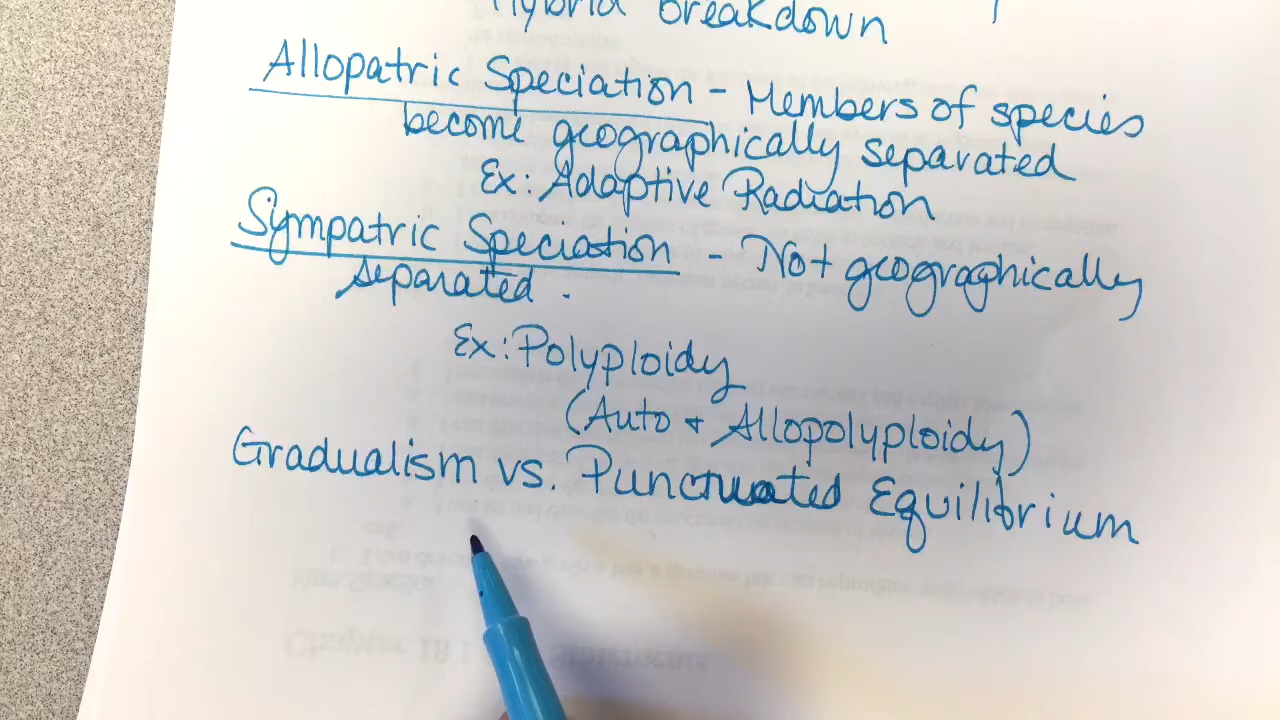 Hybrid Breakdown
Allopatric Speciation - Members of species
become geographically separated
Ex: Adaptive Radiation
Sympatric Speciation - Not geographically
separated.
Ex: Polyploidy
(Auto + Allopolyploidy)
Gradualism vs. Punctuated Equilibrium